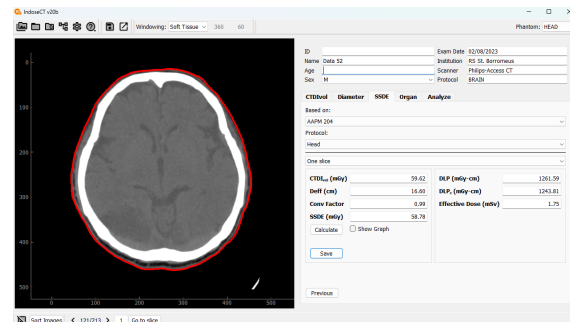 IndoseCT v20b
Windowing: Soft Tissue 360 60 Phantom: HEAD
ID Exam Date 02/08/2023
Name Data 52 Institution RS St. Borromeus
Age Scanner Philips-Access CT
Sex M Protocol BRAIN
CTDIvol Diameter SSDE Organ Analyze
Based on:
AAPM 204
Protocol:
Head
One slice
CTDIvol (mGy) 59.62 DLP (mGy-cm) 1261.59
Deff (cm) 16.60 DLPc (mGy-cm) 1243.81
Conv Factor 0.99 Effective Dose (mSv) 1.75
SSDE (mGy) 58.78
Calculate Show Graph
Save
Previous
0
100
200
300
400
500
0 100 200 300 400 500
Sort Images 121/213 1 Go to slice